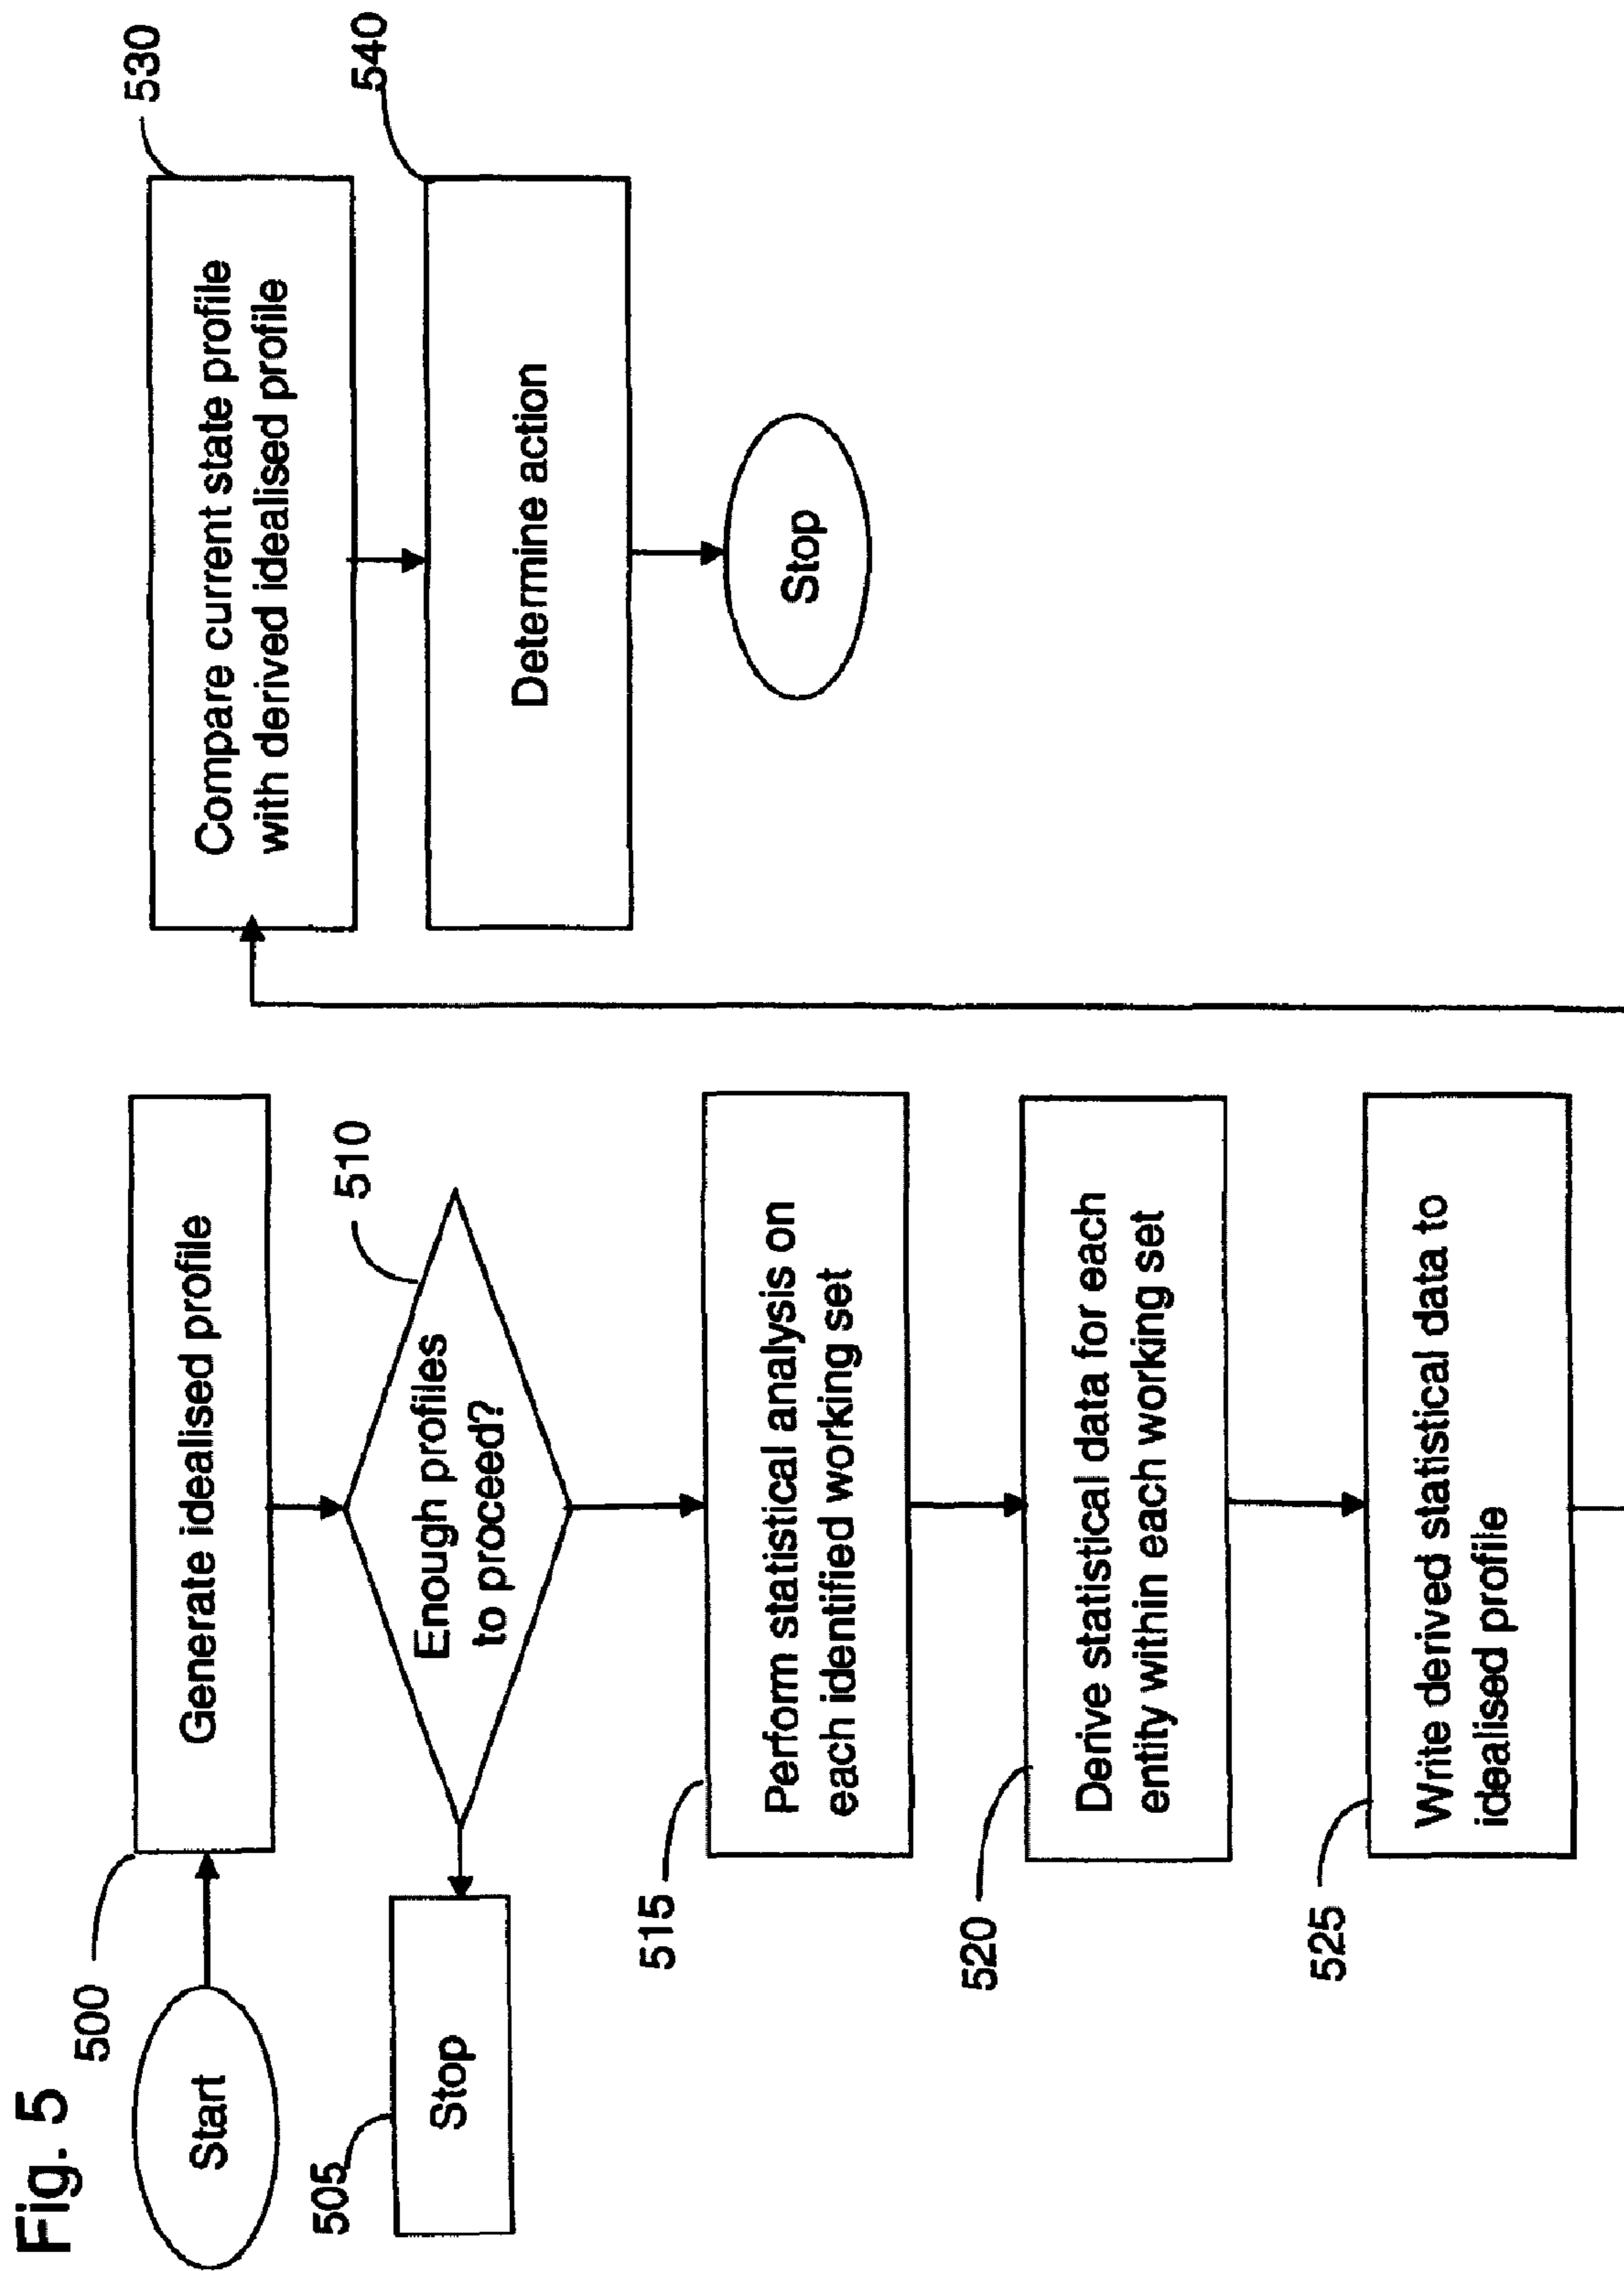 Fig. 5
Start
500
Generate idealised profile
510
Enough profiles
to proceed?
505
Stop
515
Perform statistical analysis on
each identified working set
520
Derive statistical data for each
entity within each working set
525
Write derived statistical data to
idealised profile
530
Compare current state profile
with derived idealised profile
540
Determine action
Stop